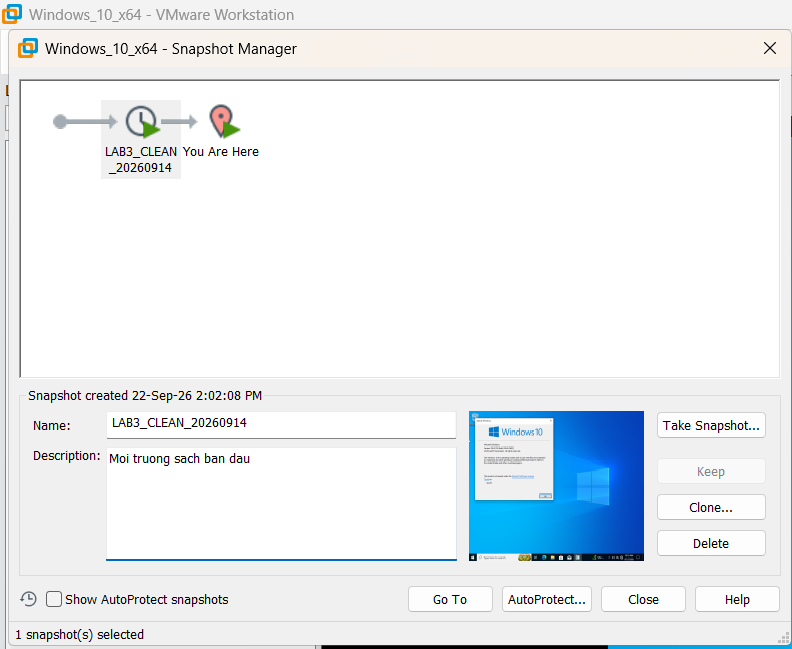 Windows_10_x64 - VMware Workstation
Windows_10_x64 - Snapshot Manager
LAB3_CLEAN
_20260914
You Are Here
Snapshot created 22-Sep-26 2:02:08 PM
Name:
LAB3_CLEAN_20260914
Description:
Moi truong sach ban dau
Windows 10
Take Snapshot...
Keep
Clone...
Delete
Show AutoProtect snapshots
Go To
AutoProtect...
Close
Help
1 snapshot(s) selected